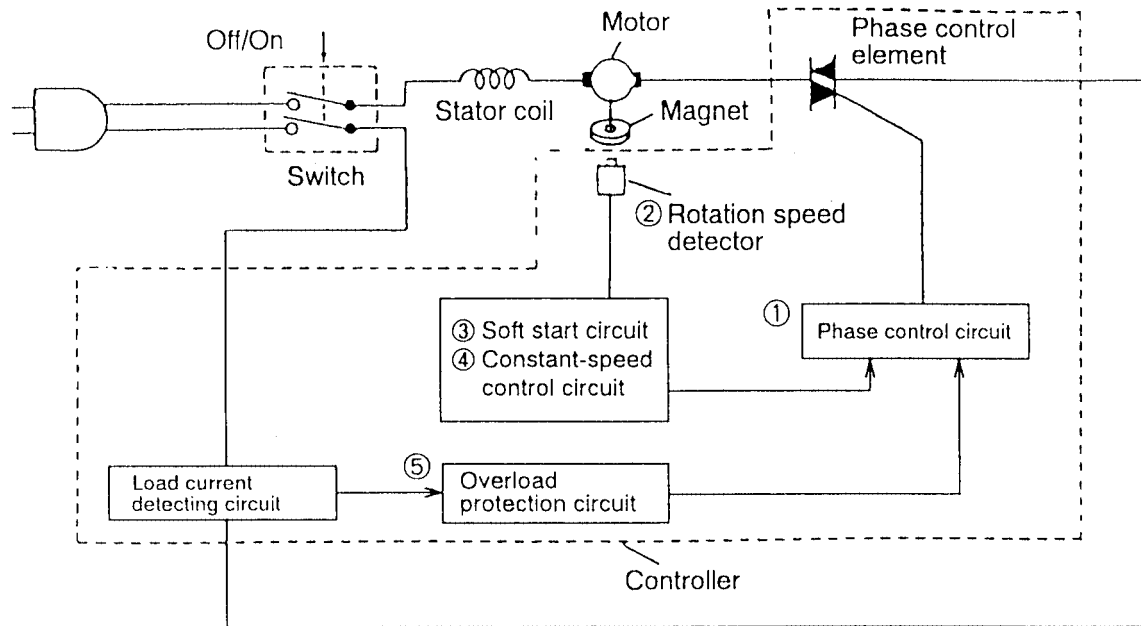 Motor
Phase control
element
Off/On
Stator coil
Magnet
Switch
② Rotation speed
detector
③ Soft start circuit
④ Constant-speed
control circuit
①
Phase control circuit
Load current
detecting circuit
⑤
Overload
protection circuit
Controller